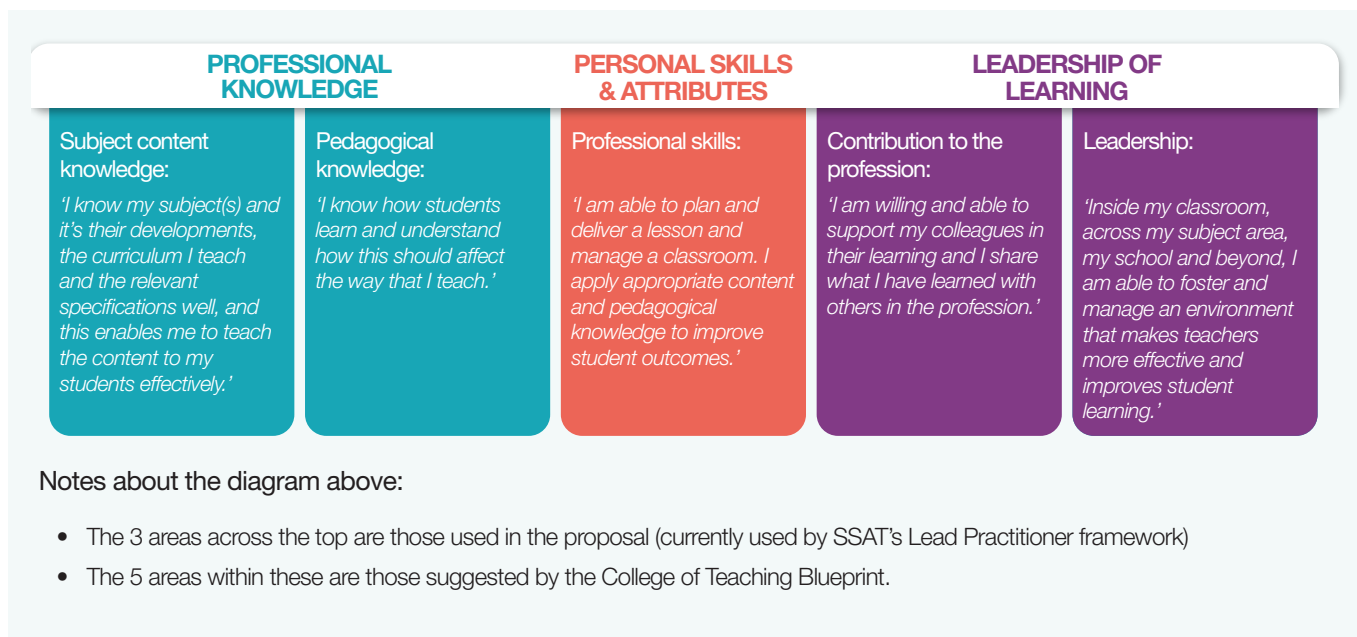 PROFESSIONAL
KNOWLEDGE
PERSONAL SKILLS
& ATTRIBUTES
LEADERSHIP OF
LEARNING
Subject content
knowledge:
‘I know my subject(s) and
it’s their developments,
the curriculum I teach
and the relevant
specifications well, and
this enables me to teach
the content to my
students effectively.’
Pedagogical
knowledge:
‘I know how students
learn and understand
how this should affect
the way that I teach.’
Professional skills:
‘I am able to plan and
deliver a lesson and
manage a classroom. I
apply appropriate content
and pedagogical
knowledge to improve
student outcomes.’
Contribution to the
profession:
‘I am willing and able to
support my colleagues in
their learning and I share
what I have learned with
others in the profession.’
Leadership:
‘Inside my classroom,
across my subject area,
my school and beyond, I
am able to foster and
manage an environment
that makes teachers
more effective and
improves student
learning.’
Notes about the diagram above:
• The 3 areas across the top are those used in the proposal (currently used by SSAT’s Lead Practitioner framework)
• The 5 areas within these are those suggested by the College of Teaching Blueprint.